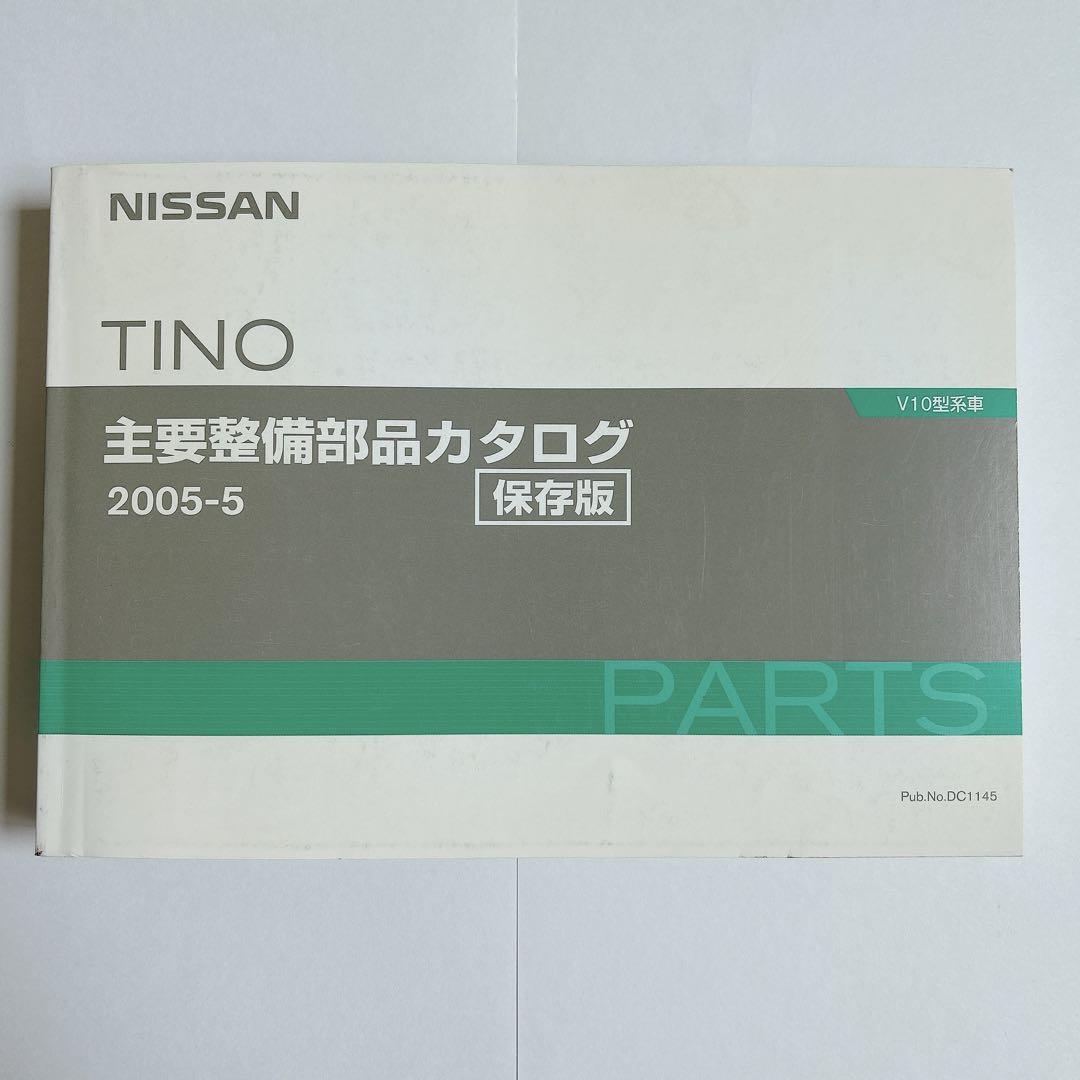 NISSAN
TINO
V10型系車
主要整備部品カタログ
2005-5
保存版
PARTS
Pub.No.DC1145